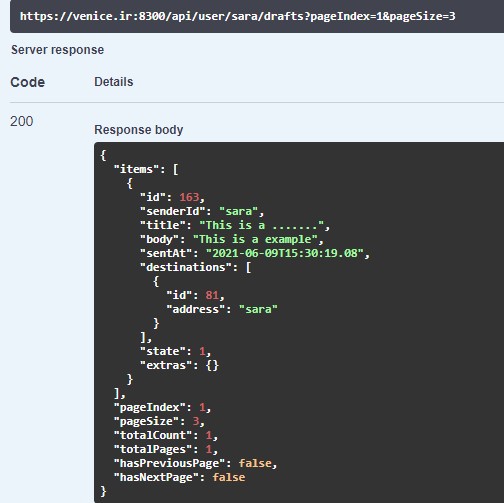 https://venice.ir:8300/api/user/sara/drafts?pageIndex=1&pageSize=3
Server response
Code Details
200
Response body
{
  "items": [
    {
      "id": 163,
      "senderId": "sara",
      "title": "This is a .......",
      "body": "This is a example",
      "sentAt": "2021-06-09T15:30:19.08",
      "destinations": [
        {
          "id": 81,
          "address": "sara"
        }
      ],
      "state": 1,
      "extras": {}
    }
  ],
  "pageIndex": 1,
  "pageSize": 3,
  "totalCount": 1,
  "totalPages": 1,
  "hasPreviousPage": false,
  "hasNextPage": false
}